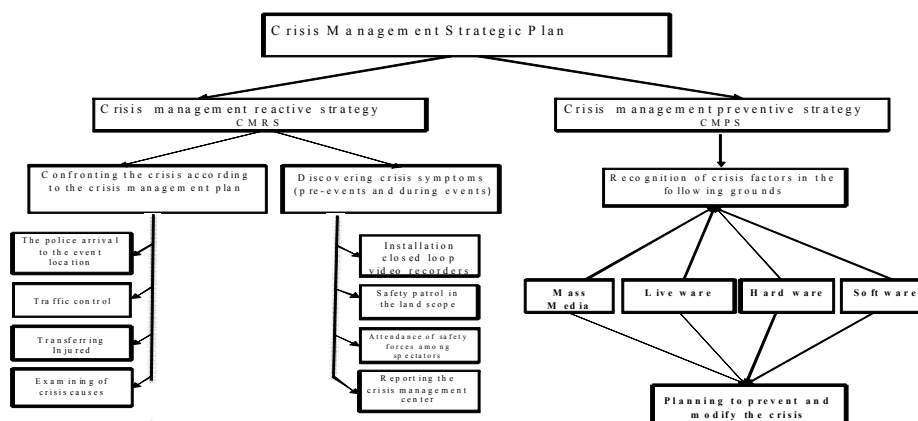 Crisis Management Strategic Plan
Crisis management reactive strategy
CMRS
Crisis management preventive strategy
CMPS
Confronting the crisis according
to the crisis management plan
Discovering crisis symptoms
(pre-events and during events)
Recognition of crisis factors in the
following grounds
The police arrival
to the event
location
Traffic control
Transferring
Injured
Examining of
crisis causes
Installation
closed loop
video recorders
Safety patrol in
the land scope
Attendance of safety
forces among
spectators
Reporting the
crisis management
center
Mass
Media
Live ware
Hard ware
Soft ware
Planning to prevent and
modify the crisis